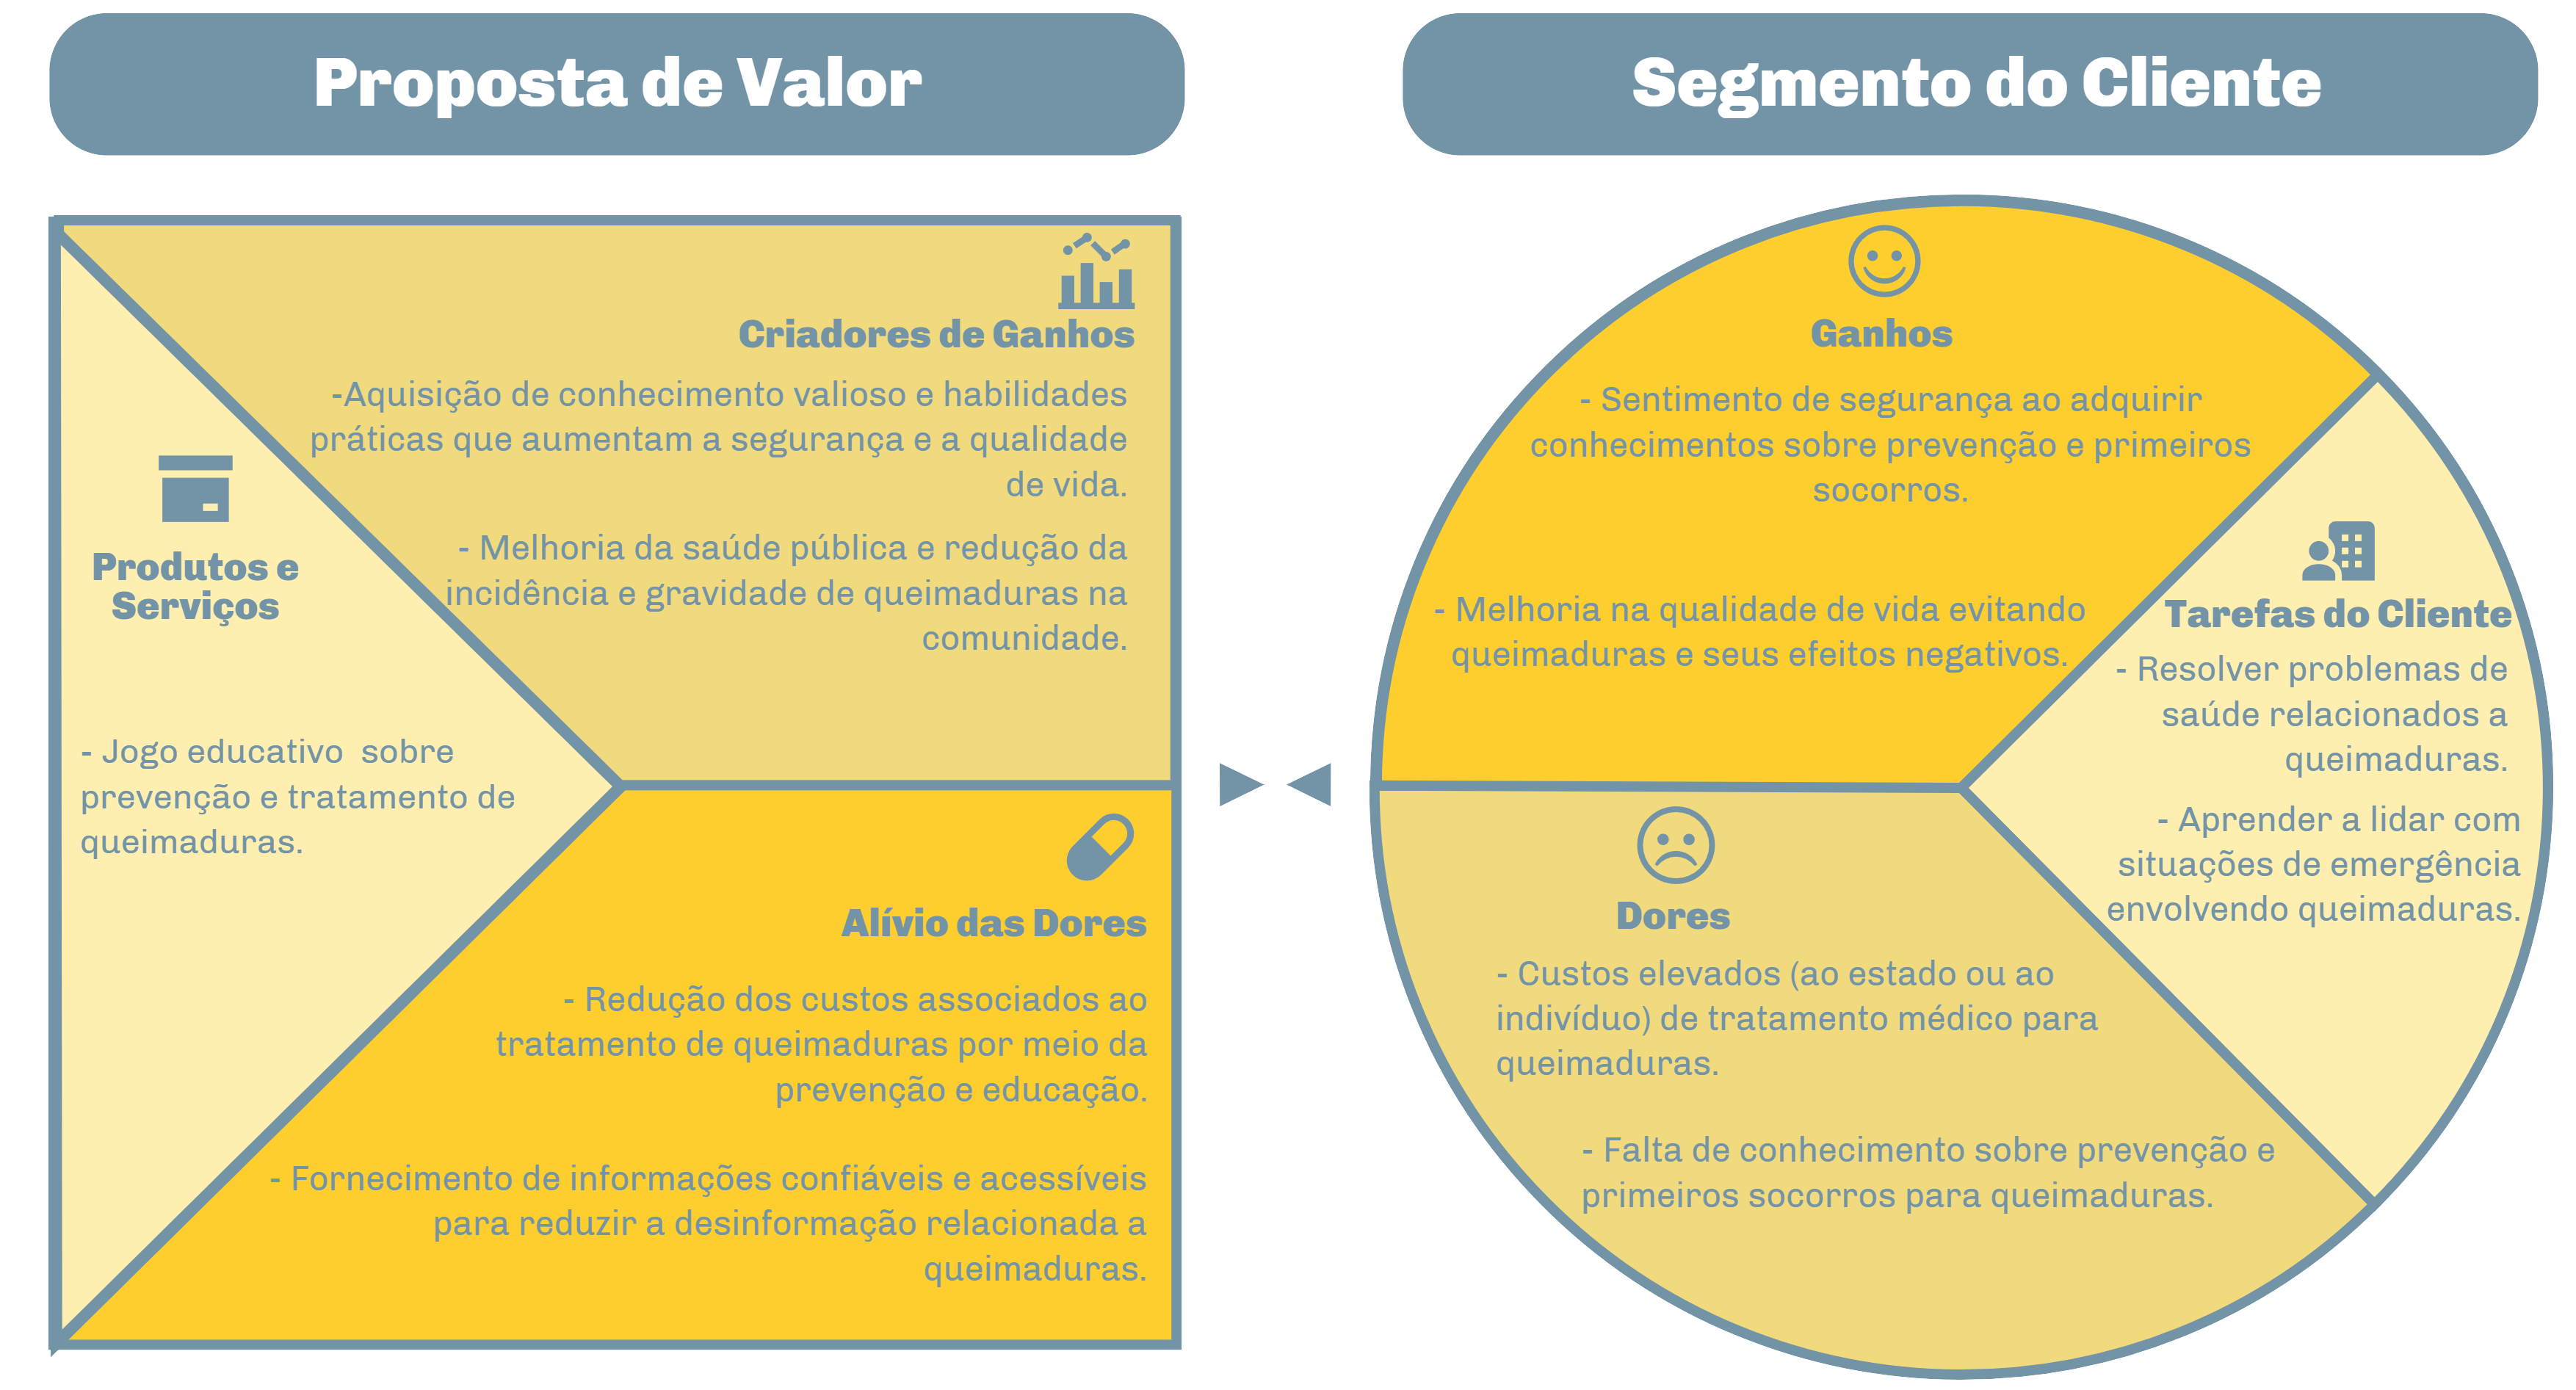 Proposta de Valor
Criadores de Ganhos
-Aquisição de conhecimento valioso e habilidades
práticas que aumentam a segurança e a qualidade
de vida.
- Melhoria da saúde pública e redução da
incidência e gravidade de queimaduras na
comunidade.
Produtos e
Serviços
- Jogo educativo  sobre
prevenção e tratamento de
queimaduras.
Alívio das Dores
- Redução dos custos associados ao
tratamento de queimaduras por meio da
prevenção e educação.
- Fornecimento de informações confiáveis e acessíveis
para reduzir a desinformação relacionada a
queimaduras.
Segmento do Cliente
Ganhos
- Sentimento de segurança ao adquirir
conhecimentos sobre prevenção e primeiros
socorros.
- Melhoria na qualidade de vida evitando
queimaduras e seus efeitos negativos.
Tarefas do Cliente
- Resolver problemas de
saúde relacionados a
queimaduras.
- Aprender a lidar com
situações de emergência
envolvendo queimaduras.
Dores
- Custos elevados (ao estado ou ao
indivíduo) de tratamento médico para
queimaduras.
- Falta de conhecimento sobre prevenção e
primeiros socorros para queimaduras.